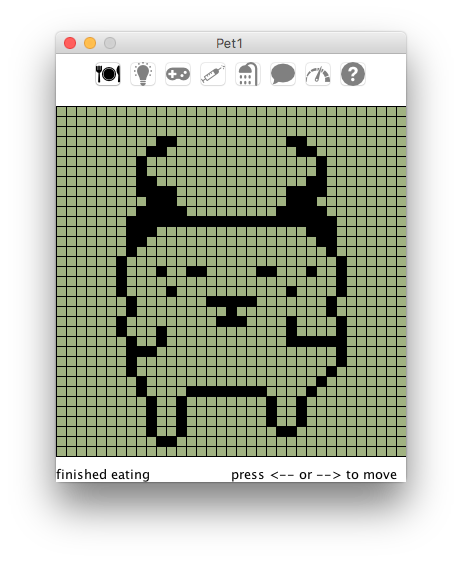 Pet1
?
finished eating press <-- or --> to move